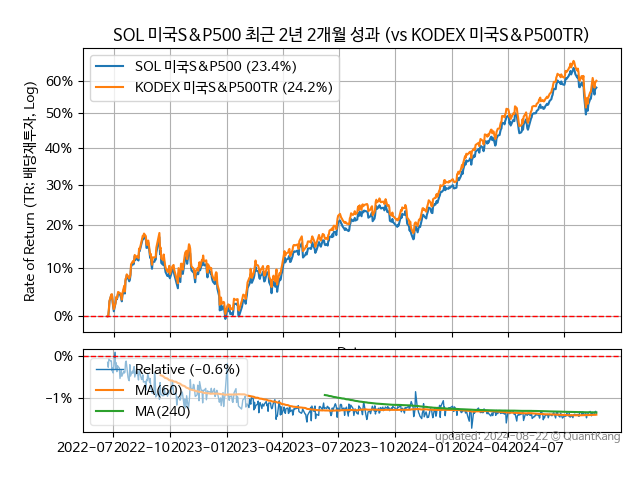 SOL 미국S&P500 최근 2년 2개월 성과 (vs KODEX 미국S&P500TR)
SOL 미국S&P500 (23.4%)
KODEX 미국S&P500TR (24.2%)
Rate of Return (TR: 배당재투자, Log)
60%
50%
40%
30%
20%
10%
0%
0%
-1%
Relative (-0.6%)
MA(60)
MA(240)
updated: 2024-08-22 © QuantKang
2022-07
2022-10
2023-01
2023-04
2023-07
2023-10
2024-01
2024-04
2024-07